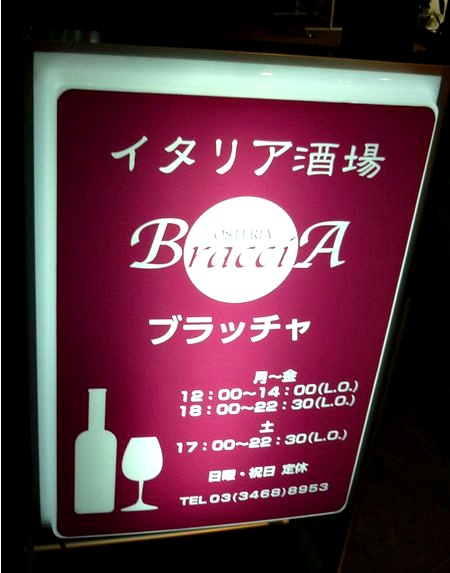 イタリア酒場
OSTERIA
BracciA
ブラッチャ
月〜金
12:00〜14:00(L.O.)
18:00〜22:30(L.O.)
土
17:00〜22:30(L.O.)
日曜・祝日 定休
TEL 03(3468)8953